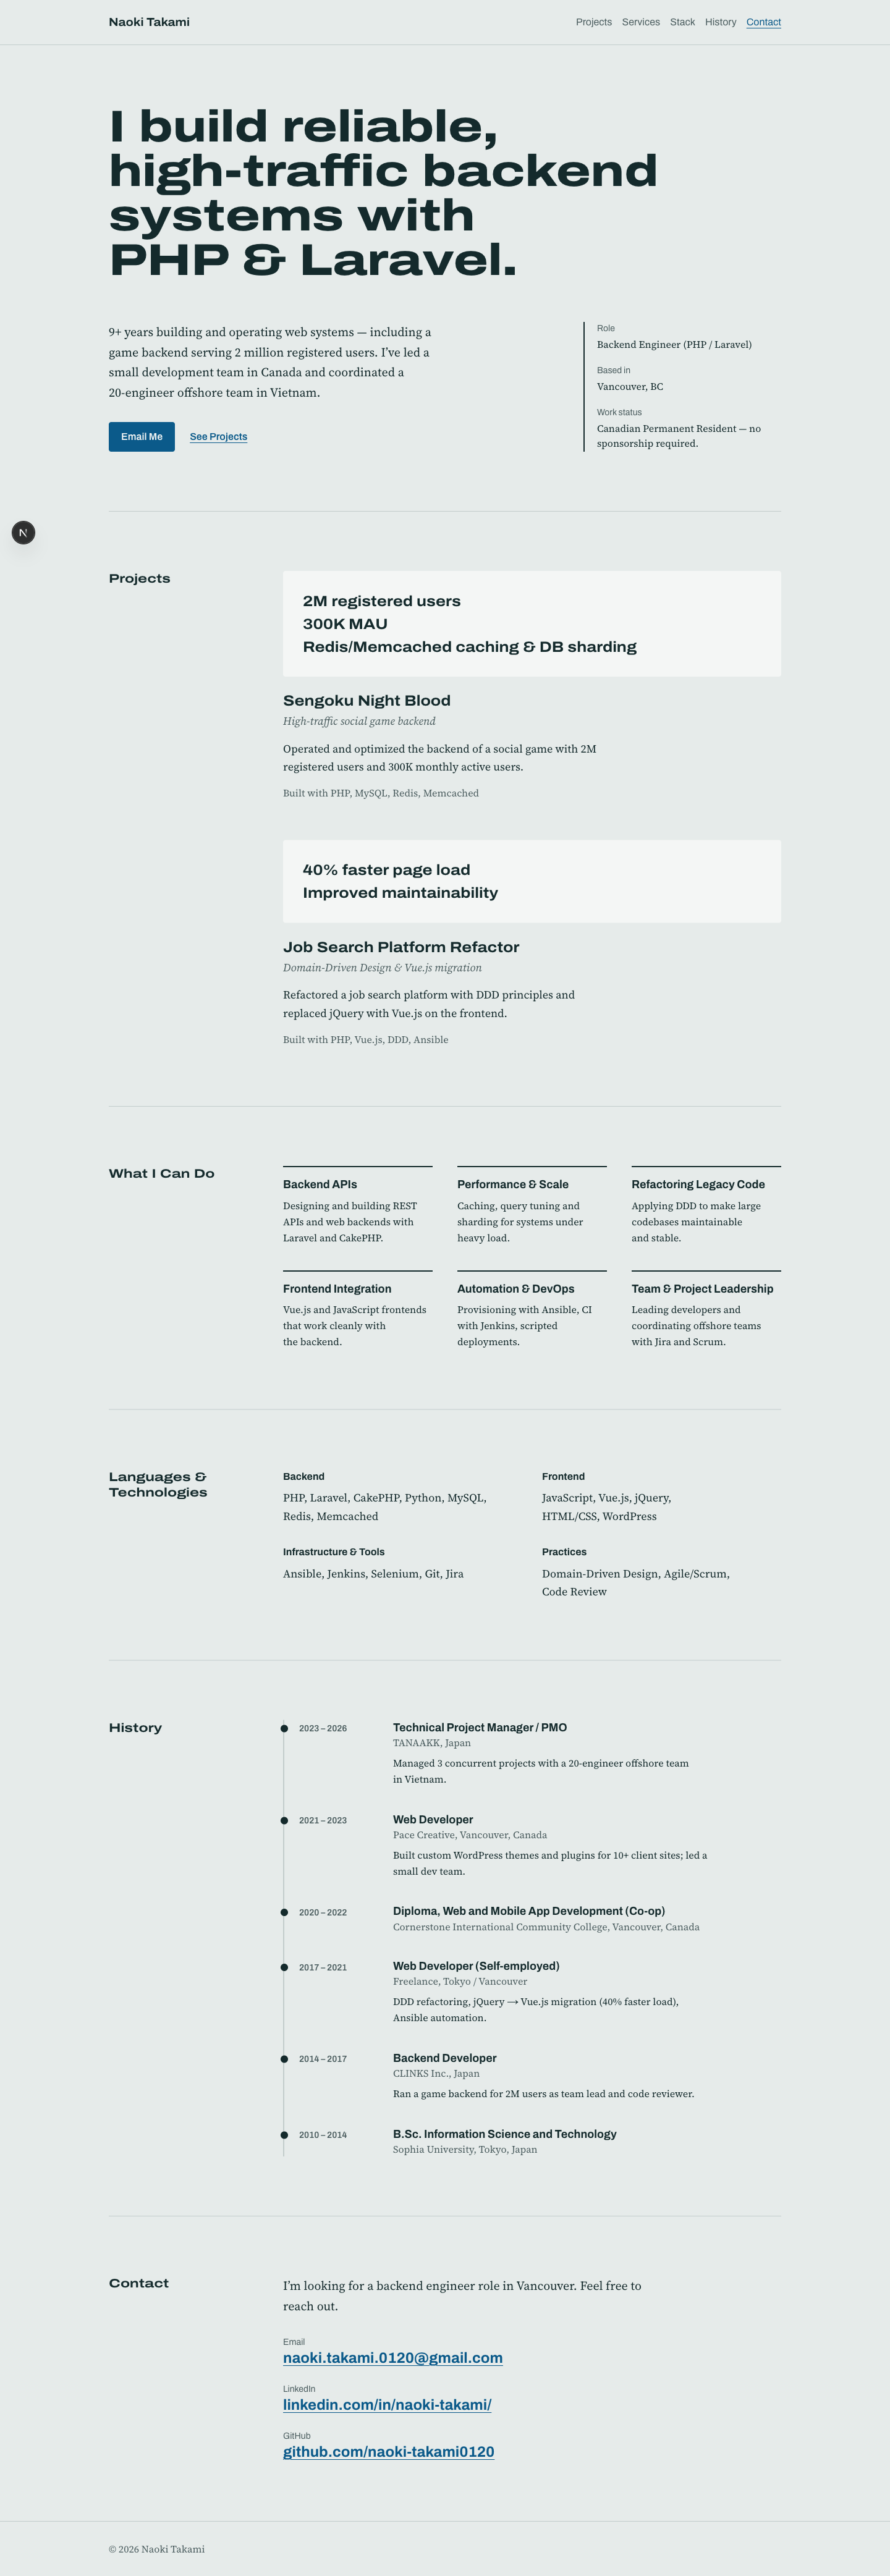 Naoki Takami
Projects Services Stack History Contact
I build reliable,
high-traffic backend
systems with
PHP & Laravel.
9+ years building and operating web systems — including a
game backend serving 2 million registered users. I’ve led a
small development team in Canada and coordinated a
20-engineer offshore team in Vietnam.
Email Me See Projects
Role
Backend Engineer (PHP / Laravel)
Based in
Vancouver, BC
Work status
Canadian Permanent Resident — no
sponsorship required.
N
Projects
2M registered users
300K MAU
Redis/Memcached caching & DB sharding
Sengoku Night Blood
High-traffic social game backend
Operated and optimized the backend of a social game with 2M
registered users and 300K monthly active users.
Built with PHP, MySQL, Redis, Memcached
40% faster page load
Improved maintainability
Job Search Platform Refactor
Domain-Driven Design & Vue.js migration
Refactored a job search platform with DDD principles and
replaced jQuery with Vue.js on the frontend.
Built with PHP, Vue.js, DDD, Ansible
What I Can Do
Backend APIs
Designing and building REST
APIs and web backends with
Laravel and CakePHP.
Performance & Scale
Caching, query tuning and
sharding for systems under
heavy load.
Refactoring Legacy Code
Applying DDD to make large
codebases maintainable
and stable.
Frontend Integration
Vue.js and JavaScript frontends
that work cleanly with
the backend.
Automation & DevOps
Provisioning with Ansible, CI
with Jenkins, scripted
deployments.
Team & Project Leadership
Leading developers and
coordinating offshore teams
with Jira and Scrum.
Languages &
Technologies
Backend
PHP, Laravel, CakePHP, Python, MySQL,
Redis, Memcached
Frontend
JavaScript, Vue.js, jQuery,
HTML/CSS, WordPress
Infrastructure & Tools
Ansible, Jenkins, Selenium, Git, Jira
Practices
Domain-Driven Design, Agile/Scrum,
Code Review
History
2023 – 2026
Technical Project Manager / PMO
TANAAKK, Japan
Managed 3 concurrent projects with a 20-engineer offshore team
in Vietnam.
2021 – 2023
Web Developer
Pace Creative, Vancouver, Canada
Built custom WordPress themes and plugins for 10+ client sites; led a
small dev team.
2020 – 2022
Diploma, Web and Mobile App Development (Co-op)
Cornerstone International Community College, Vancouver, Canada
2017 – 2021
Web Developer (Self-employed)
Freelance, Tokyo / Vancouver
DDD refactoring, jQuery → Vue.js migration (40% faster load),
Ansible automation.
2014 – 2017
Backend Developer
CLINKS Inc., Japan
Ran a game backend for 2M users as team lead and code reviewer.
2010 – 2014
B.Sc. Information Science and Technology
Sophia University, Tokyo, Japan
Contact
I’m looking for a backend engineer role in Vancouver. Feel free to
reach out.
Email
naoki.takami.0120@gmail.com
LinkedIn
linkedin.com/in/naoki-takami/
GitHub
github.com/naoki-takami0120
© 2026 Naoki Takami